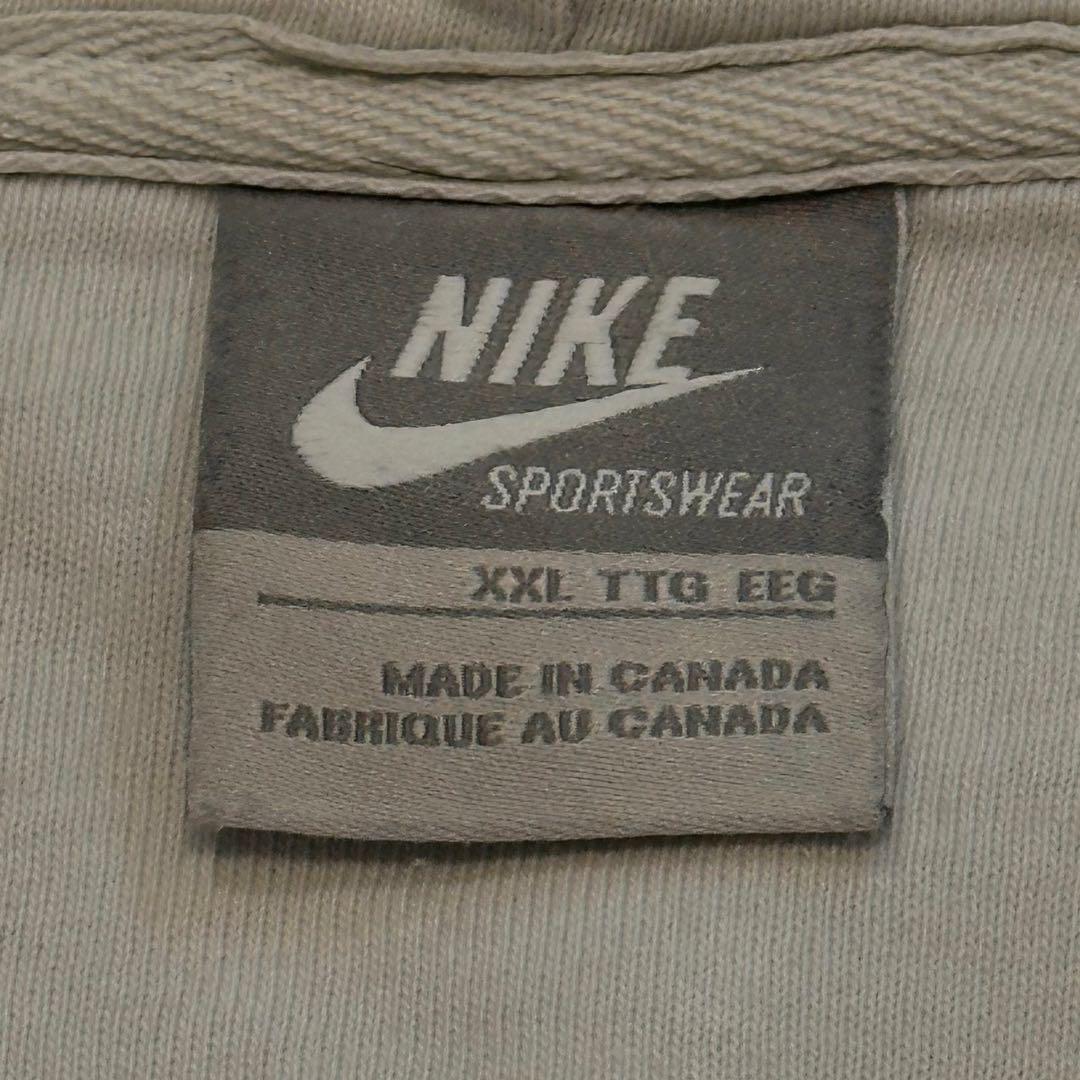 NIKE
SPORTSWEAR
XXL TTG EEG
MADE IN CANADA
FABRIQUE AU CANADA